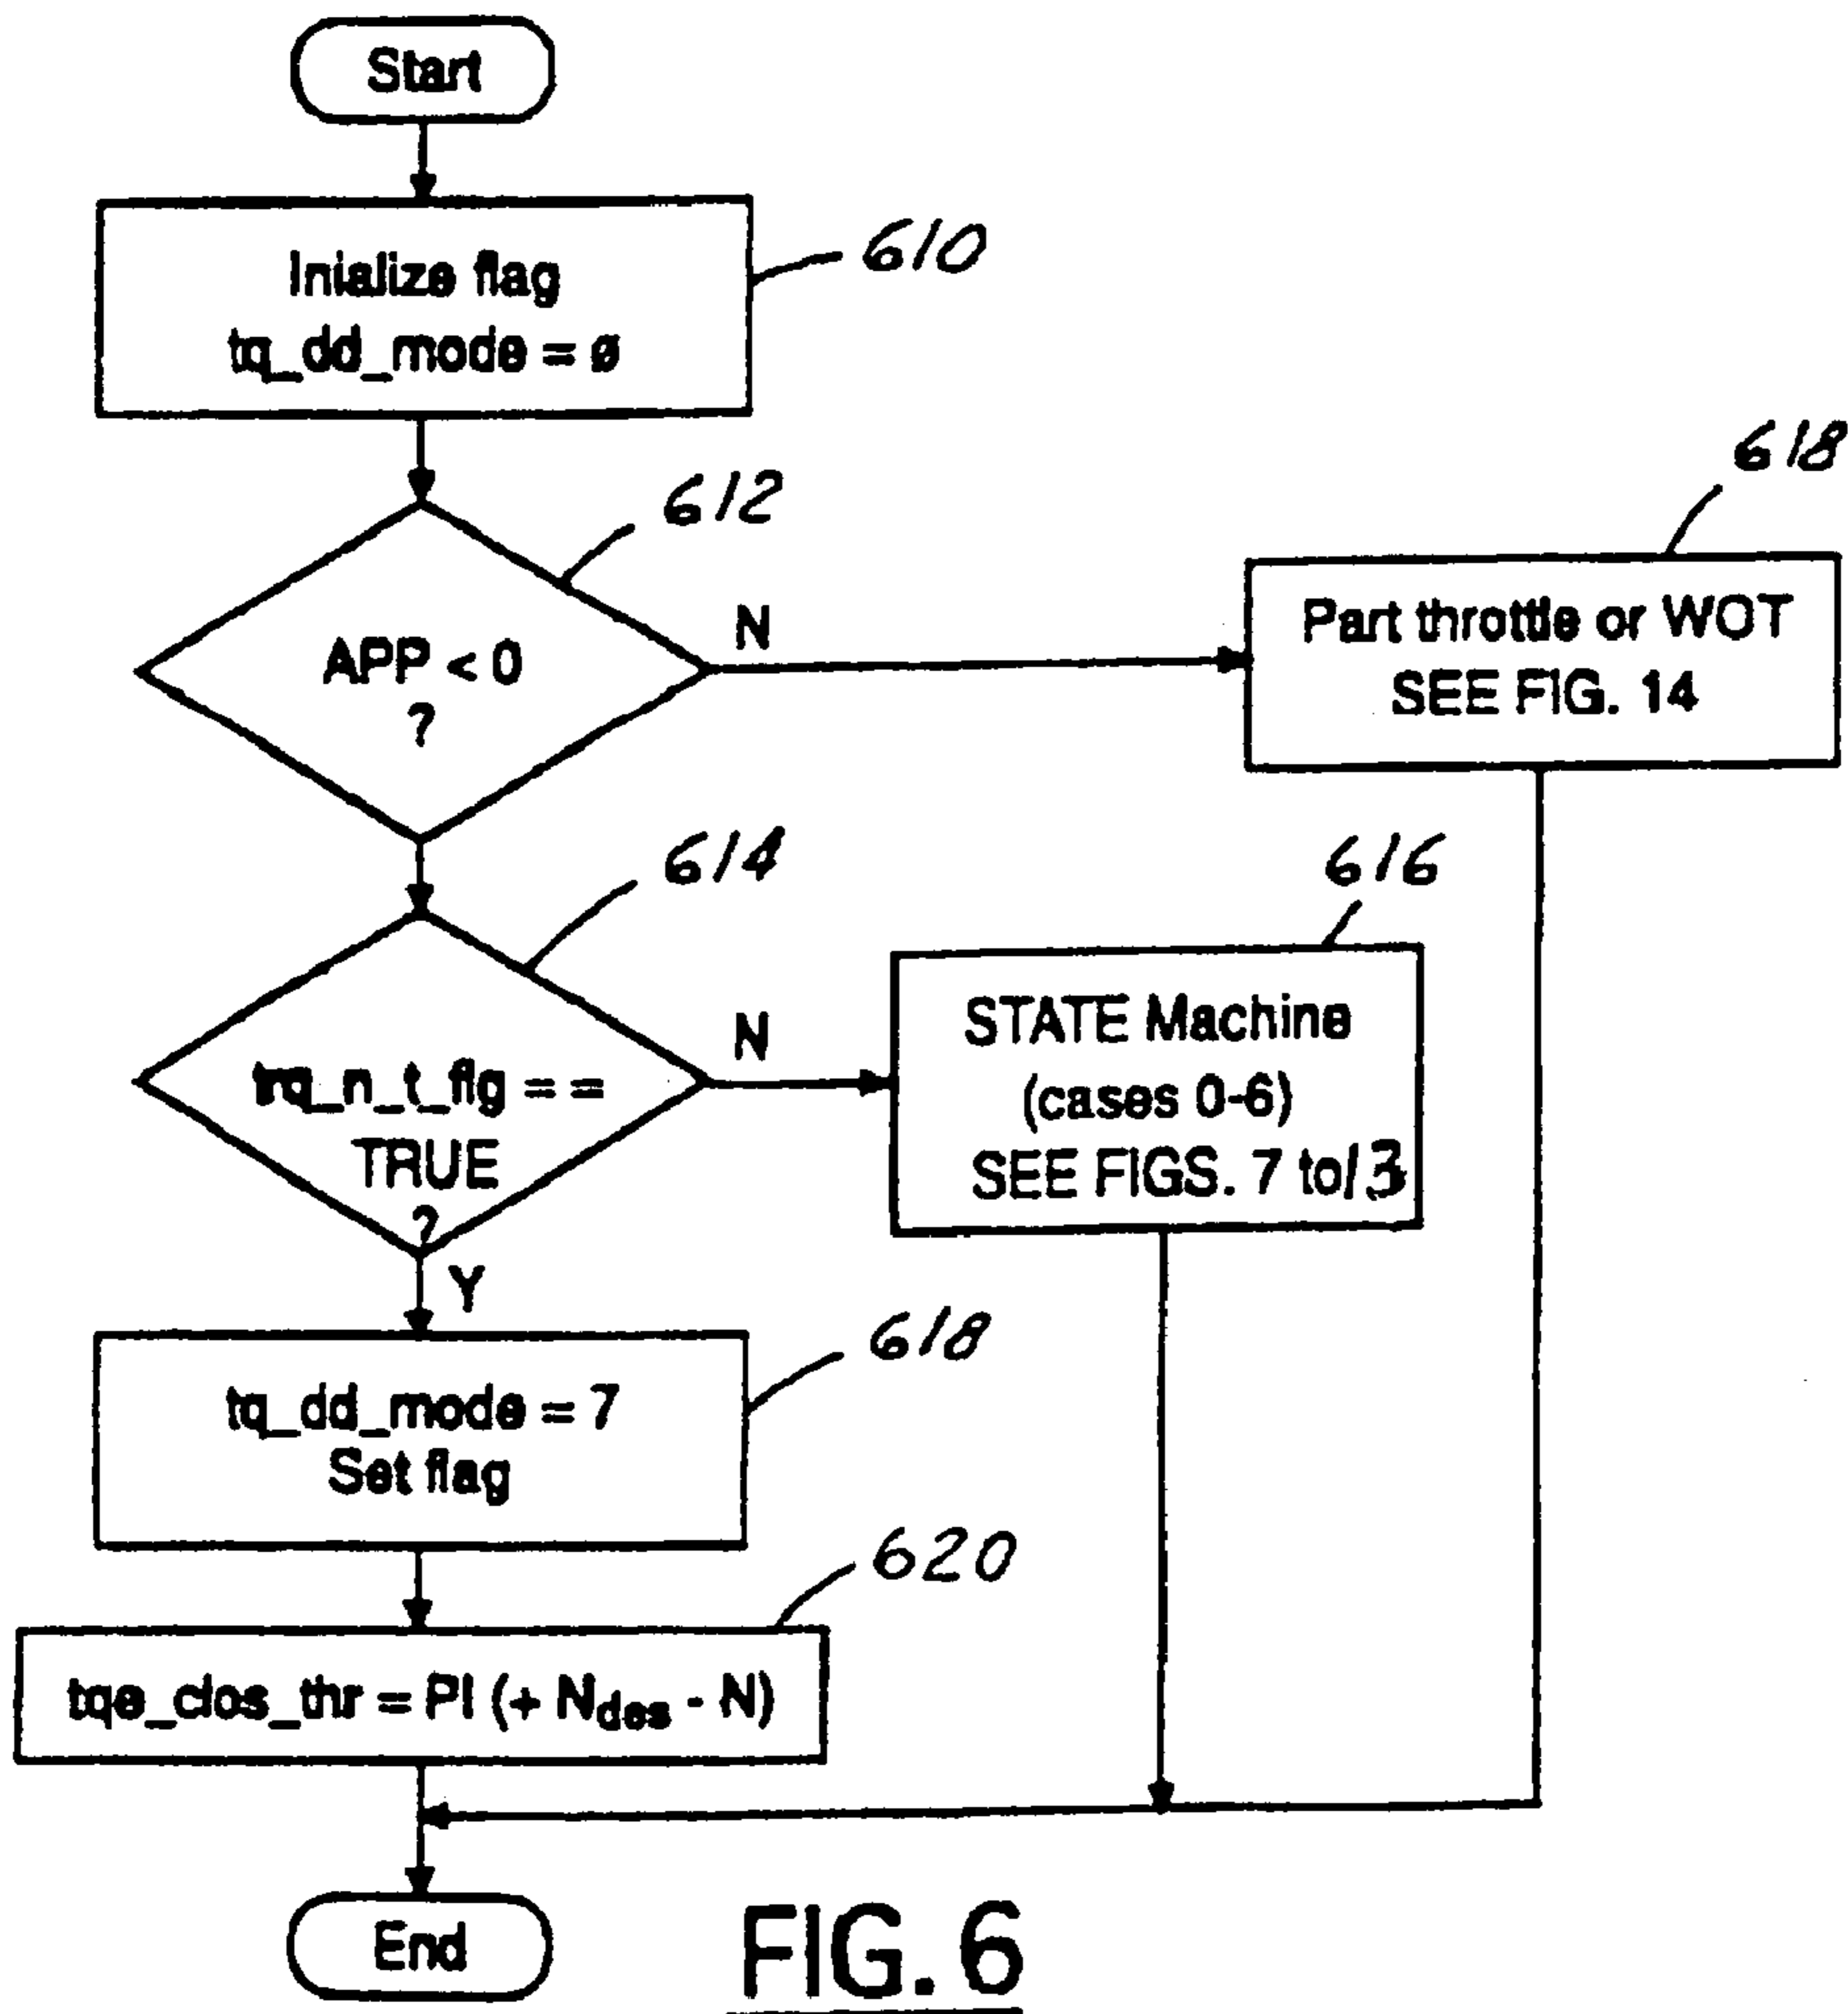 Start
Inialize flag
tq_dd_mode = ø
610
612
APP < 0
?
N
618
Part throttle or WOT
SEE FIG. 14
614
trq_n_t_flg = =
TRUE
?
N
616
STATE Machine
(cases 0-6)
SEE FIGS. 7 to 13
Y
618
tq_dd_mode = 7
Set flag
620
tqe_clos_thr = PI (+ Ndes - N)
End
FIG. 6